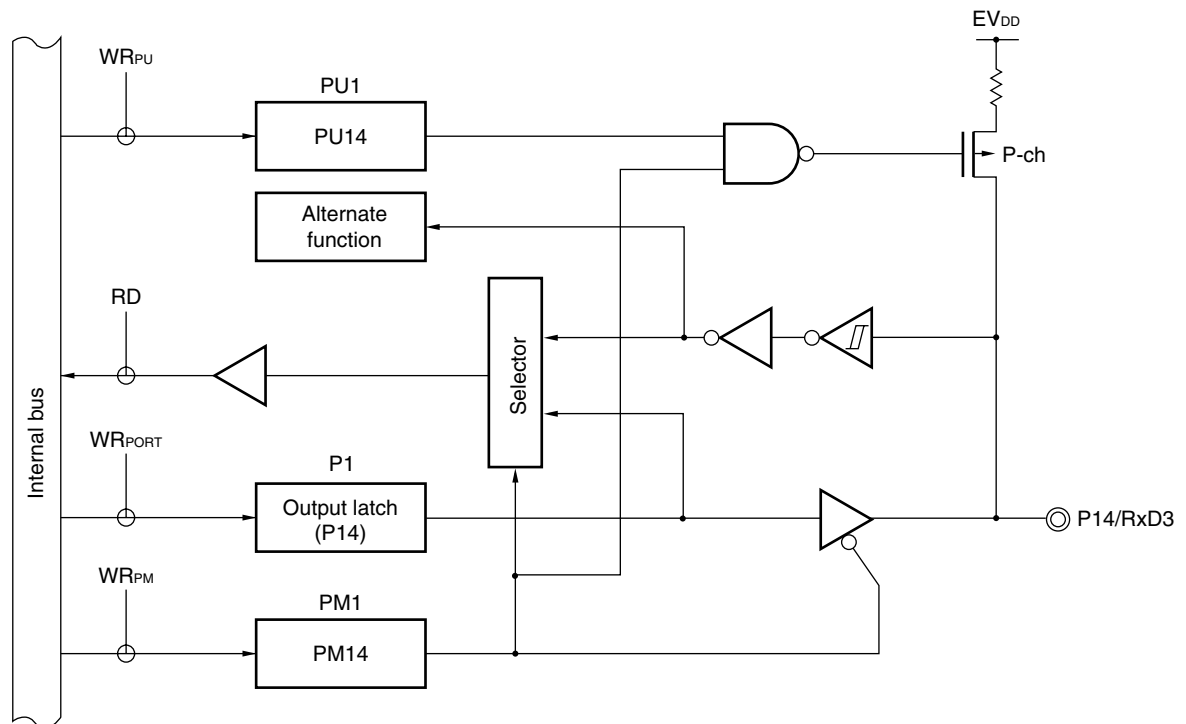 EVDD
WRPU
PU1
PU14
P-ch
Alternate
function
RD
Selector
Internal bus
WRPORT
P1
Output latch
(P14)
P14/RxD3
WRPM
PM1
PM14